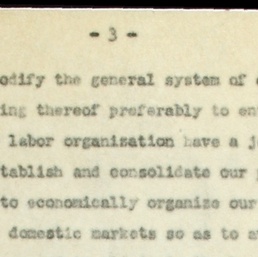 - 3 -
odify the general system of
ing thereof preferably to en
labor organization have a j
tablish and consolidate our
to economically organize our
domestic markets so as to a